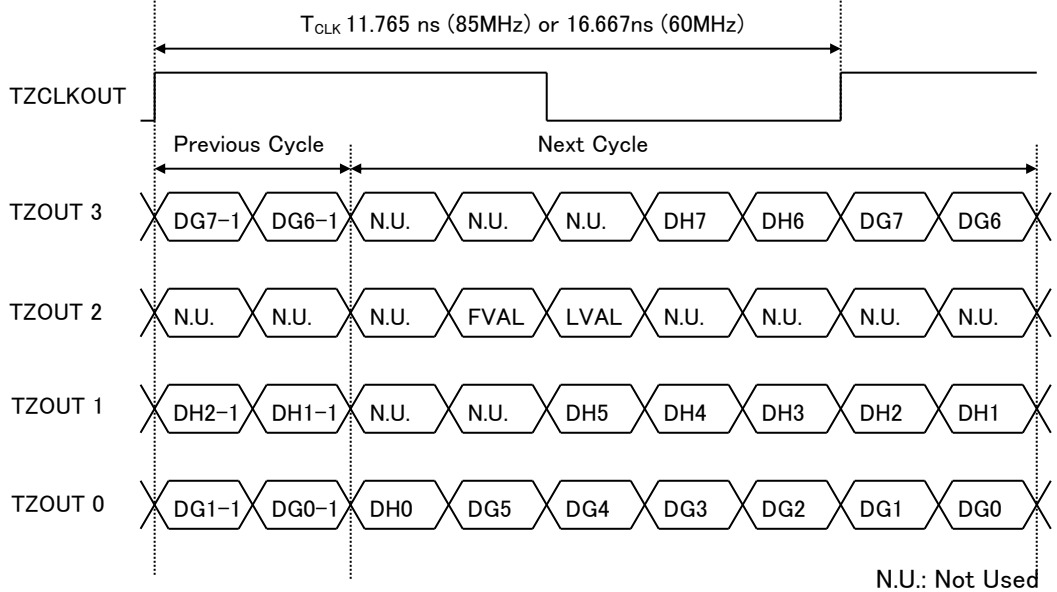 TCLK 11.765 ns (85MHz) or 16.667ns (60MHz)
TZCLKOUT
Previous Cycle Next Cycle
TZOUT 3 DG7-1 DG6-1 N.U. N.U. N.U. DH7 DH6 DG7 DG6
TZOUT 2 N.U. N.U. N.U. FVAL LVAL N.U. N.U. N.U. N.U.
TZOUT 1 DH2-1 DH1-1 N.U. N.U. DH5 DH4 DH3 DH2 DH1
TZOUT 0 DG1-1 DG0-1 DH0 DG5 DG4 DG3 DG2 DG1 DG0
N.U.: Not Used